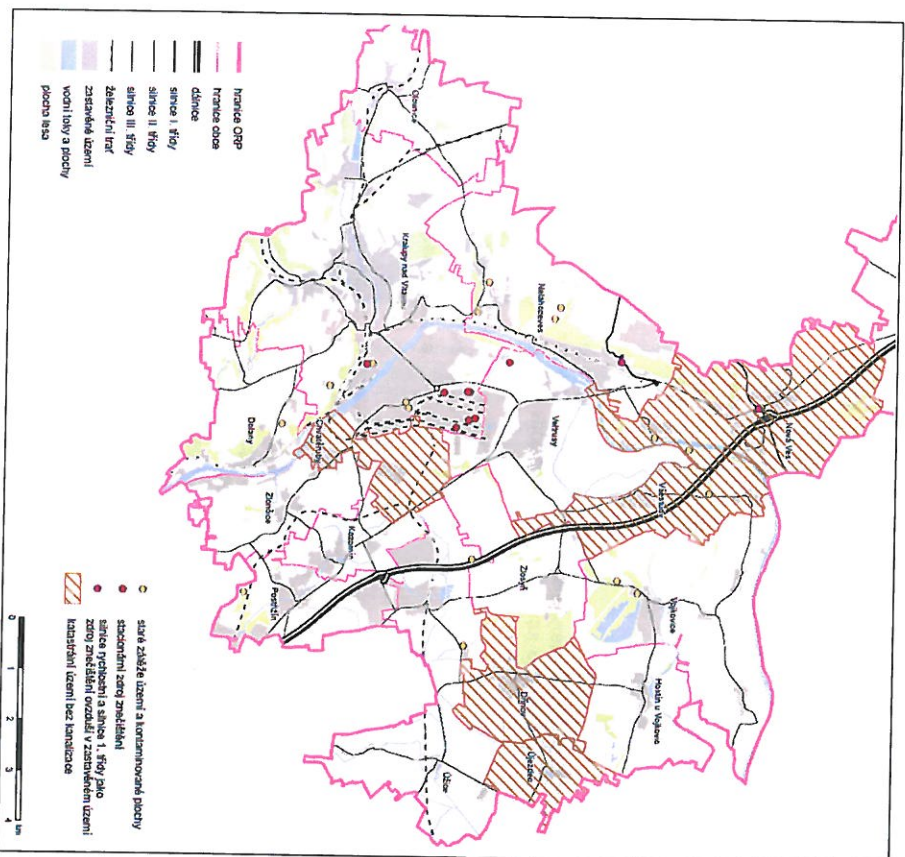 hranice ORP
hranice obce
dálnice
silnice I. třídy
silnice II. třídy
silnice III. třídy
železniční trať
zastavěné území
vodní toky a plochy
plocha lesa
Olovnice
Kralupy nad Vltavou
Nelahozeves
Nová Ves
Veltrusy
Všestudy
Vojkovice
Hostín u Vojkovic
Zlosyň
Dřínov
Újezdec
Úžice
Chvatěruby
Dolany
Zlončice
Kozomín
Postřižín
staré zátěže území a kontaminované plochy
stacionární zdroj znečištění
silnice rychlostní a silnice 1. třídy jako
zdroj znečištění ovzduší v zastavěném území
katastrální území bez kanalizace
0 1 2 3 4 km